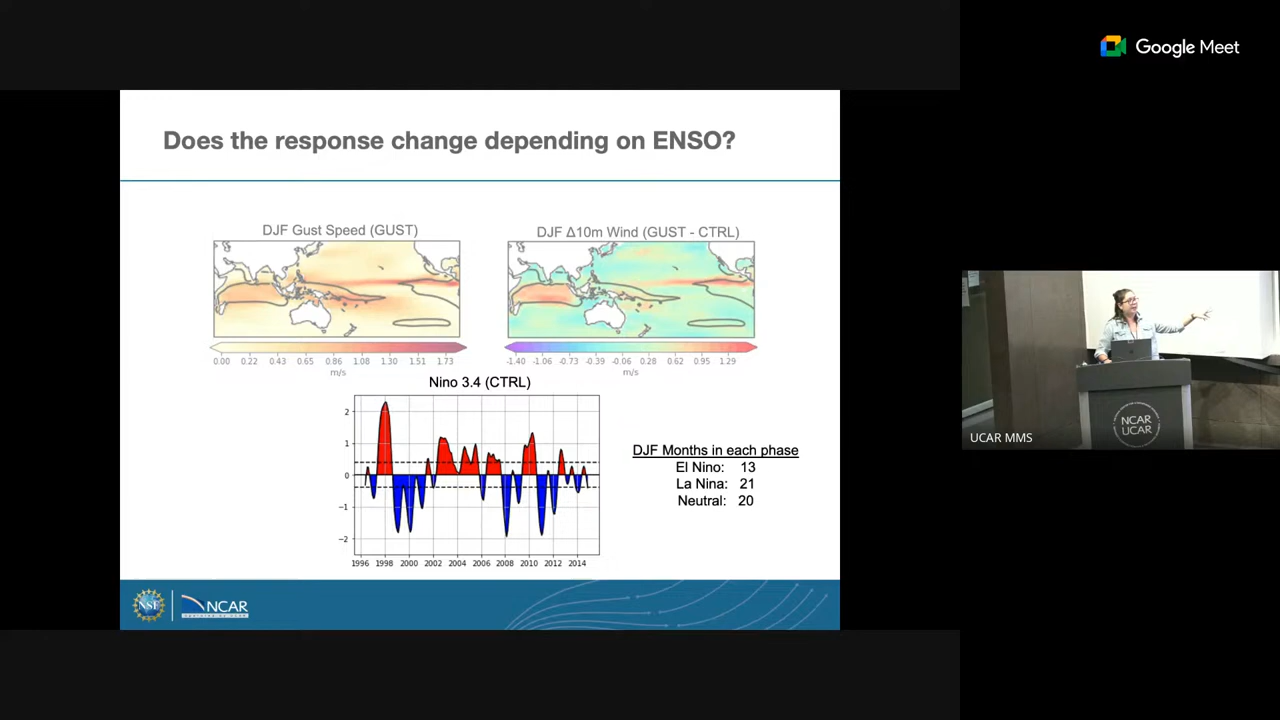 Google Meet
Does the response change depending on ENSO?
DJF Gust Speed (GUST)
DJF Δ10m Wind (GUST - CTRL)
0.00 0.22 0.43 0.65 0.86 1.08 1.30 1.51 1.73
m/s
-1.40 -1.06 -0.73 -0.39 -0.06 0.28 0.62 0.95 1.29
m/s
Nino 3.4 (CTRL)
2
1
0
−1
−2
1996 1998 2000 2002 2004 2006 2008 2010 2012 2014
DJF Months in each phase
El Nino: 13
La Nina: 21
Neutral: 20
NSF
NCAR
NCAR
UCAR
UCAR MMS